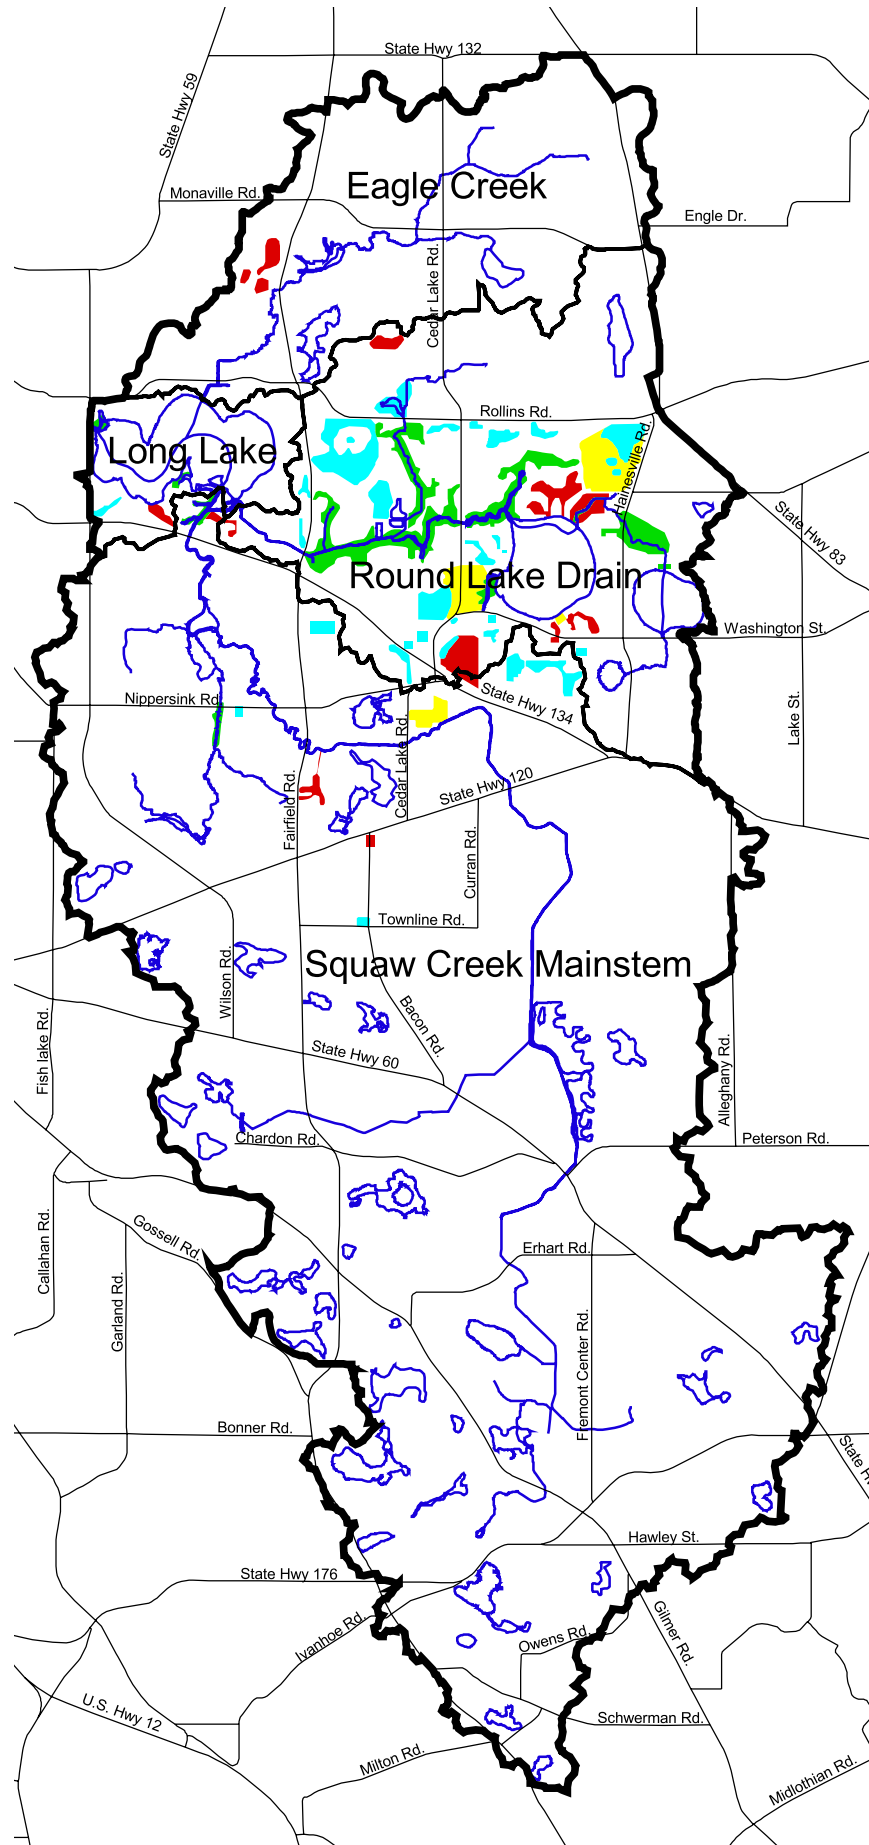 State Hwy 132
State Hwy 59
Eagle Creek
Monaville Rd.
Engle Dr.
Cedar Lake Rd.
Rollins Rd.
Long Lake
Hainesville Rd.
State Hwy 83
Round Lake Drain
Washington St.
Nippersink Rd.
State Hwy 134
Lake St.
Cedar Lake Rd.
State Hwy 120
Fairfield Rd.
Curran Rd.
Townline Rd.
Squaw Creek Mainstem
Wilson Rd.
Bacon Rd.
Fish lake Rd.
State Hwy 60
Alleghany Rd.
Chardon Rd.
Peterson Rd.
Callahan Rd.
Gossell Rd.
Erhart Rd.
Garland Rd.
Fremont Center Rd.
Bonner Rd.
State H
Hawley St.
State Hwy 176
Ivanhoe Rd.
Owens Rd.
Gilmer Rd.
U.S. Hwy 12
Schwerman Rd.
Milton Rd.
Midlothian Rd.